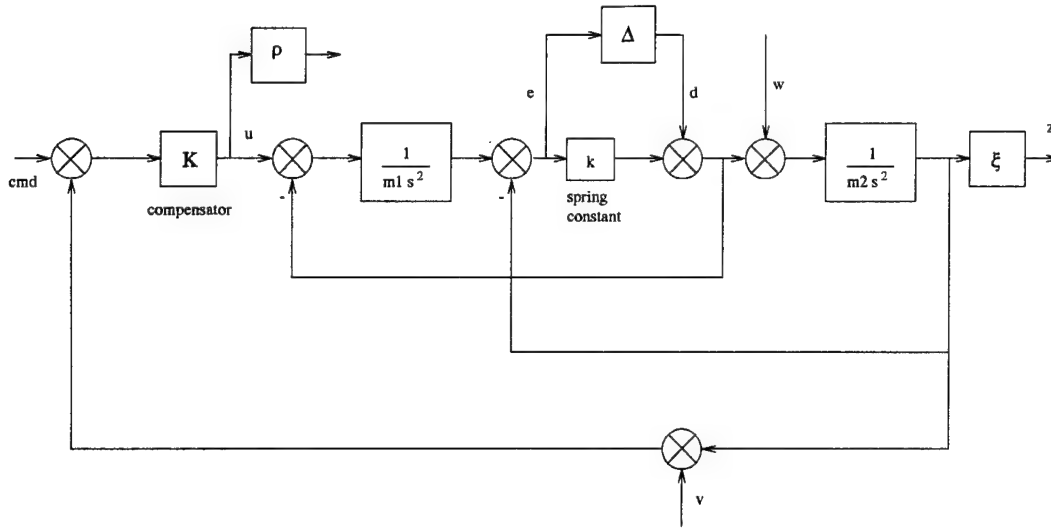 ρ
Δ
e
d
w
z
cmd
K
u
1
m1 s²
k
1
m2 s²
ξ
-
-
compensator
spring
constant
v